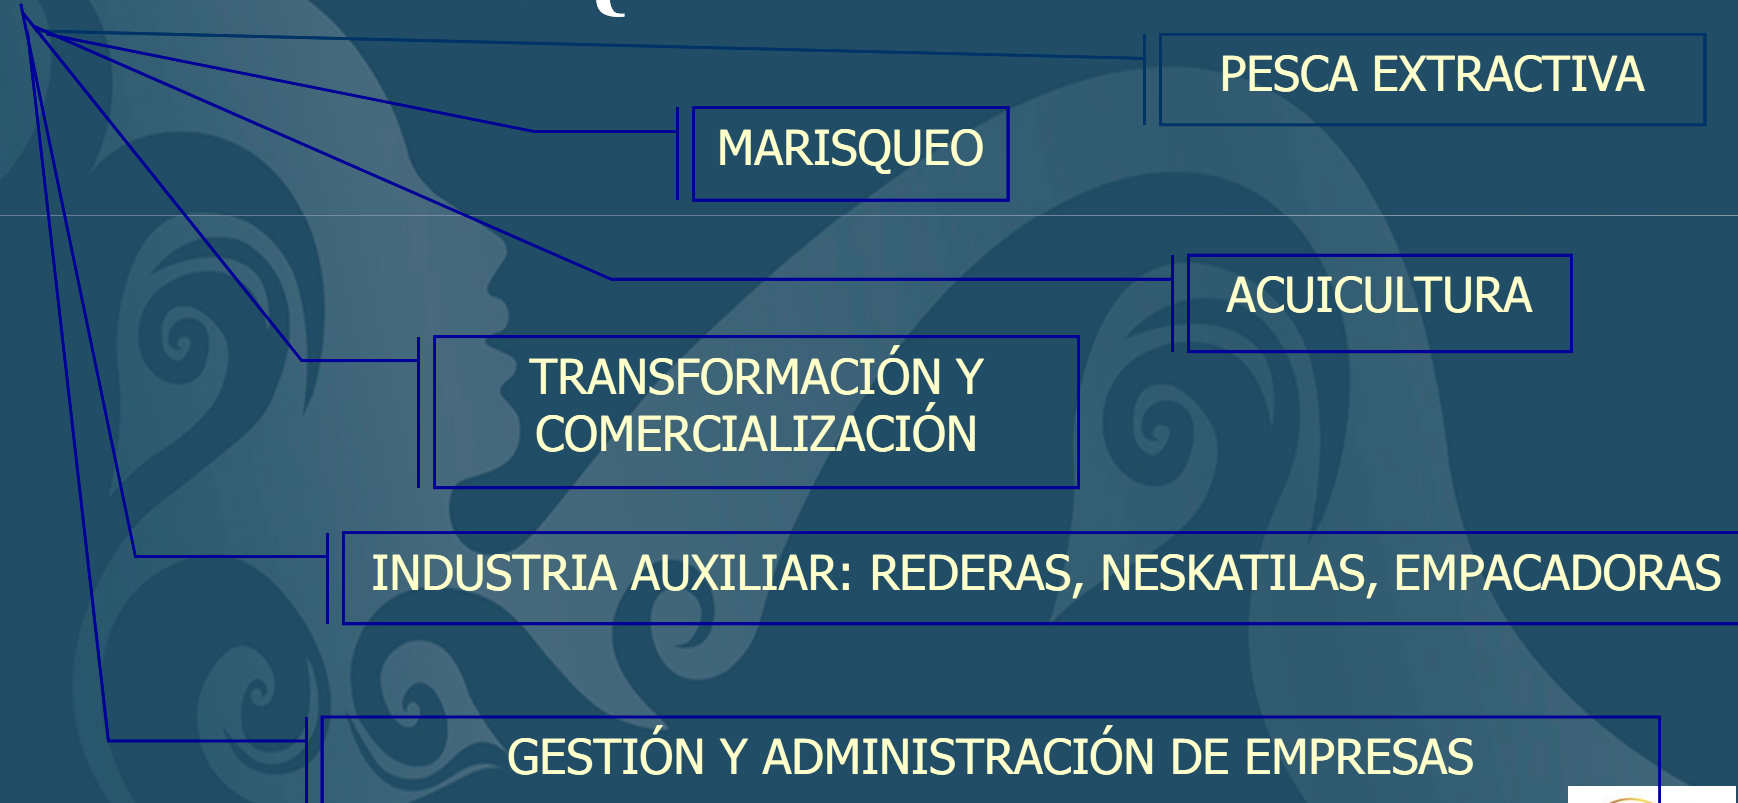 PESCA EXTRACTIVA
MARISQUEO
ACUICULTURA
TRANSFORMACIÓN Y
COMERCIALIZACIÓN
INDUSTRIA AUXILIAR: REDERAS, NESKATILAS, EMPACADORAS
GESTIÓN Y ADMINISTRACIÓN DE EMPRESAS